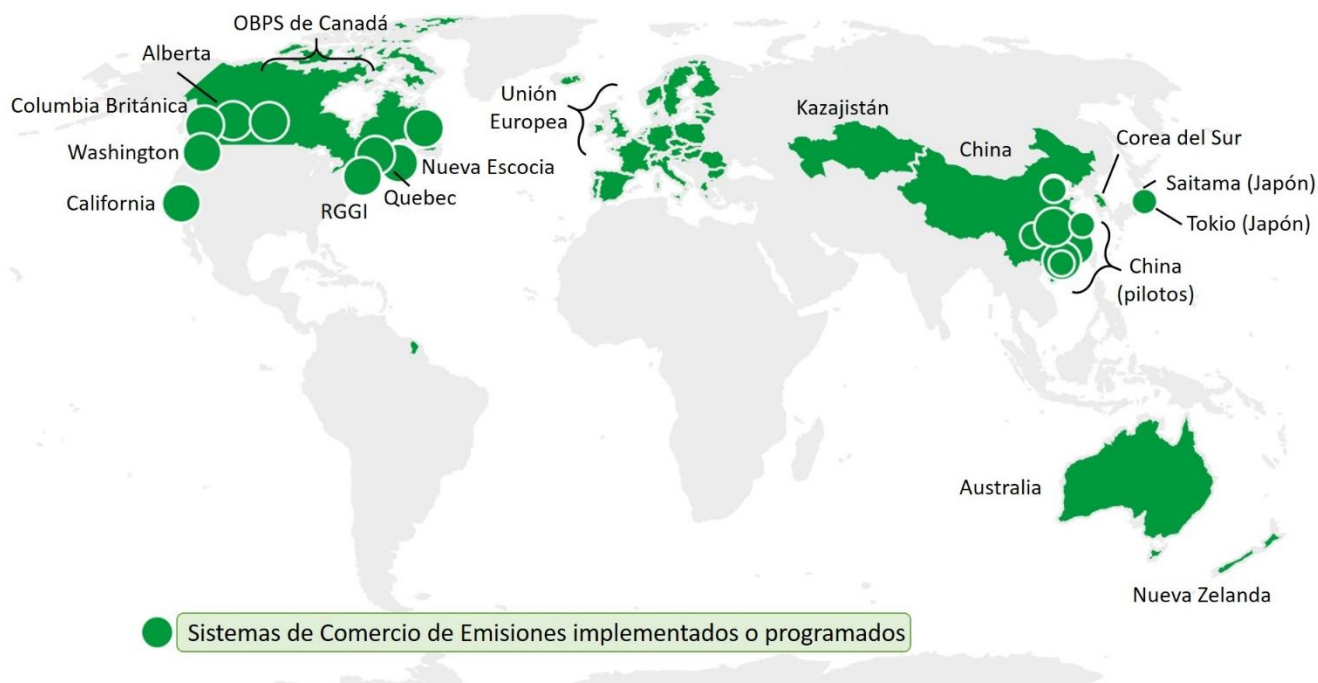 OBPS de Canadá
Alberta
Columbia Británica
Washington
California
RGGI
Quebec
Nueva Escocia
Unión
Europea
Kazajistán
China
Corea del Sur
Saitama (Japón)
Tokio (Japón)
China
(pilotos)
Australia
Nueva Zelanda
Sistemas de Comercio de Emisiones implementados o programados